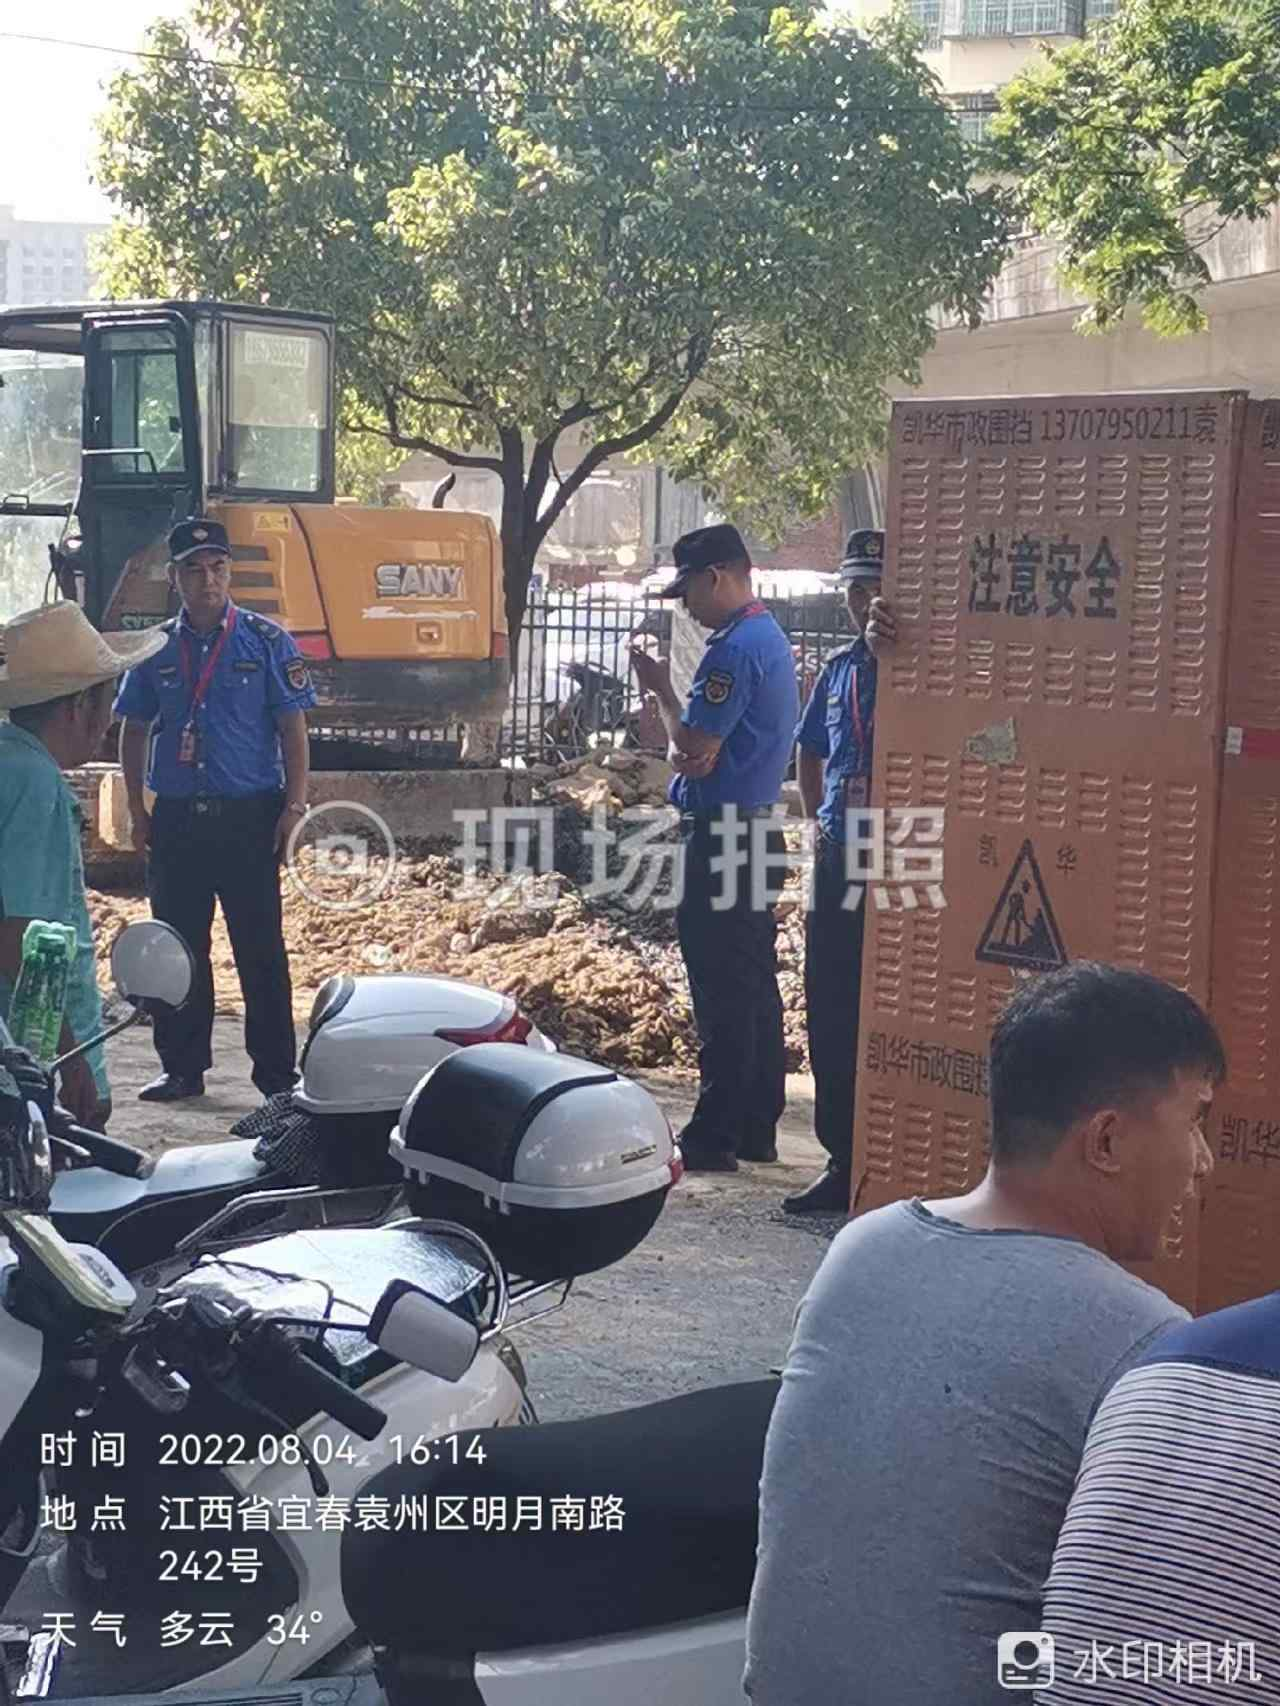 凯华市政围挡 13707950211袁
注意安全
SANY
现场拍照
凯 华
凯华市政围挡
凯华
时间 2022.08.04 16:14
地点 江西省宜春袁州区明月南路
242号
天气 多云 34°
水印相机